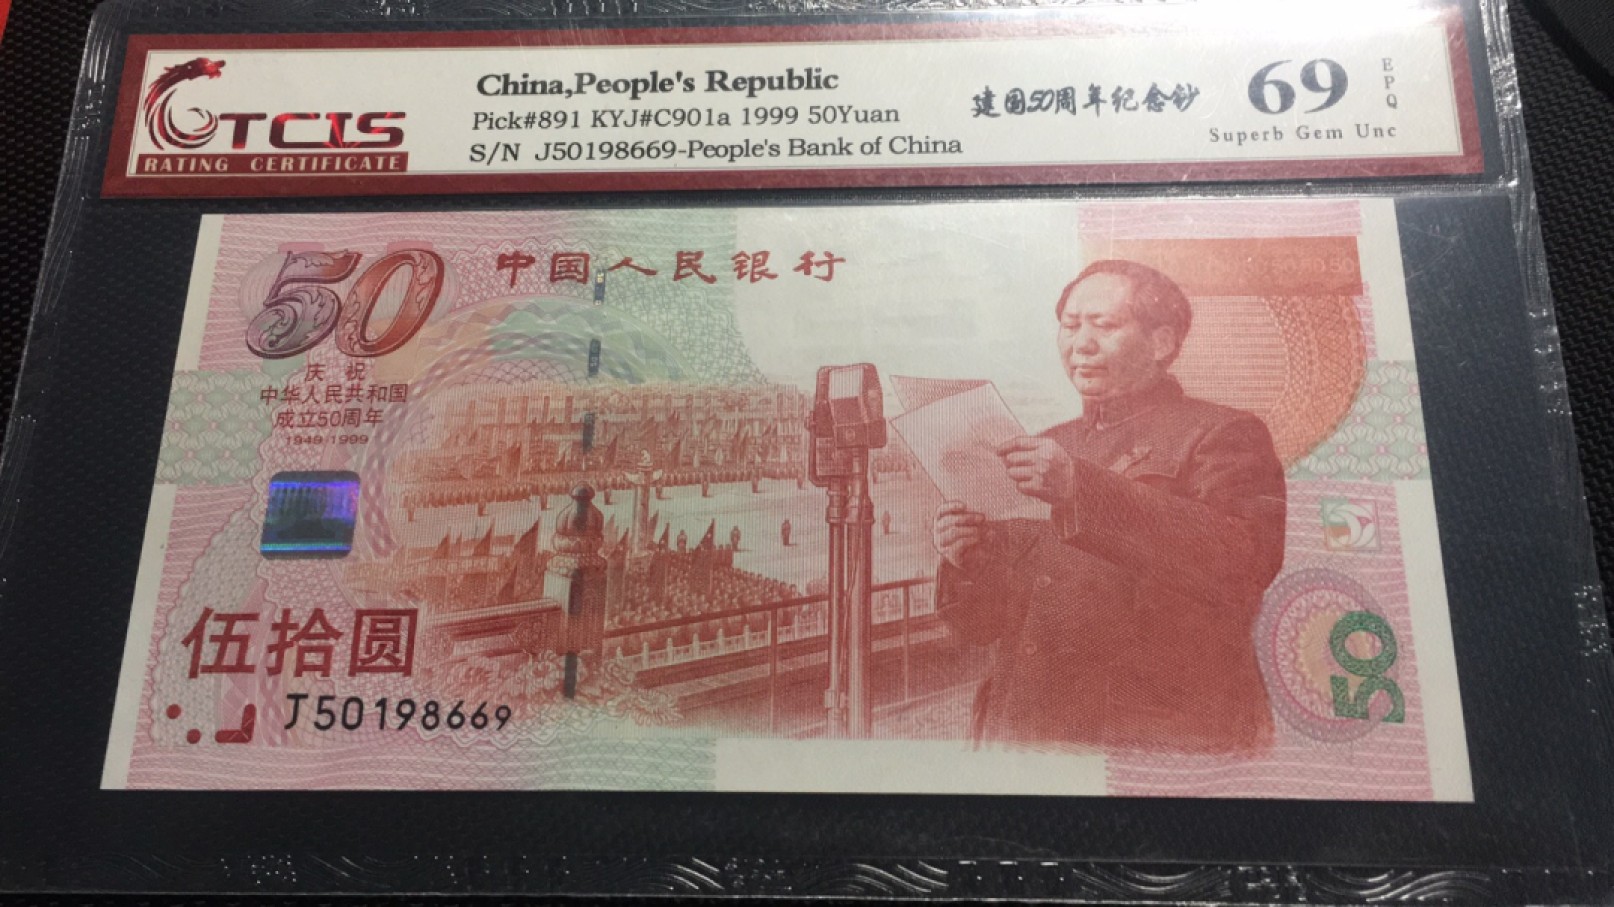 TCIS
RATING CERTIFICATE
China,People's Republic
Pick#891 KYJ#C901a 1999 50Yuan
S/N J50198669-People's Bank of China
建国50周年纪念钞
69
EPQ
Superb Gem Unc
50
中国人民银行
庆祝
中华人民共和国
成立50周年
1949-1999
伍拾圆
J50198669
50